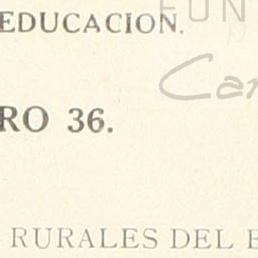 EDUCACION.
FUN
Car
RO 36.
RURALES DEL E